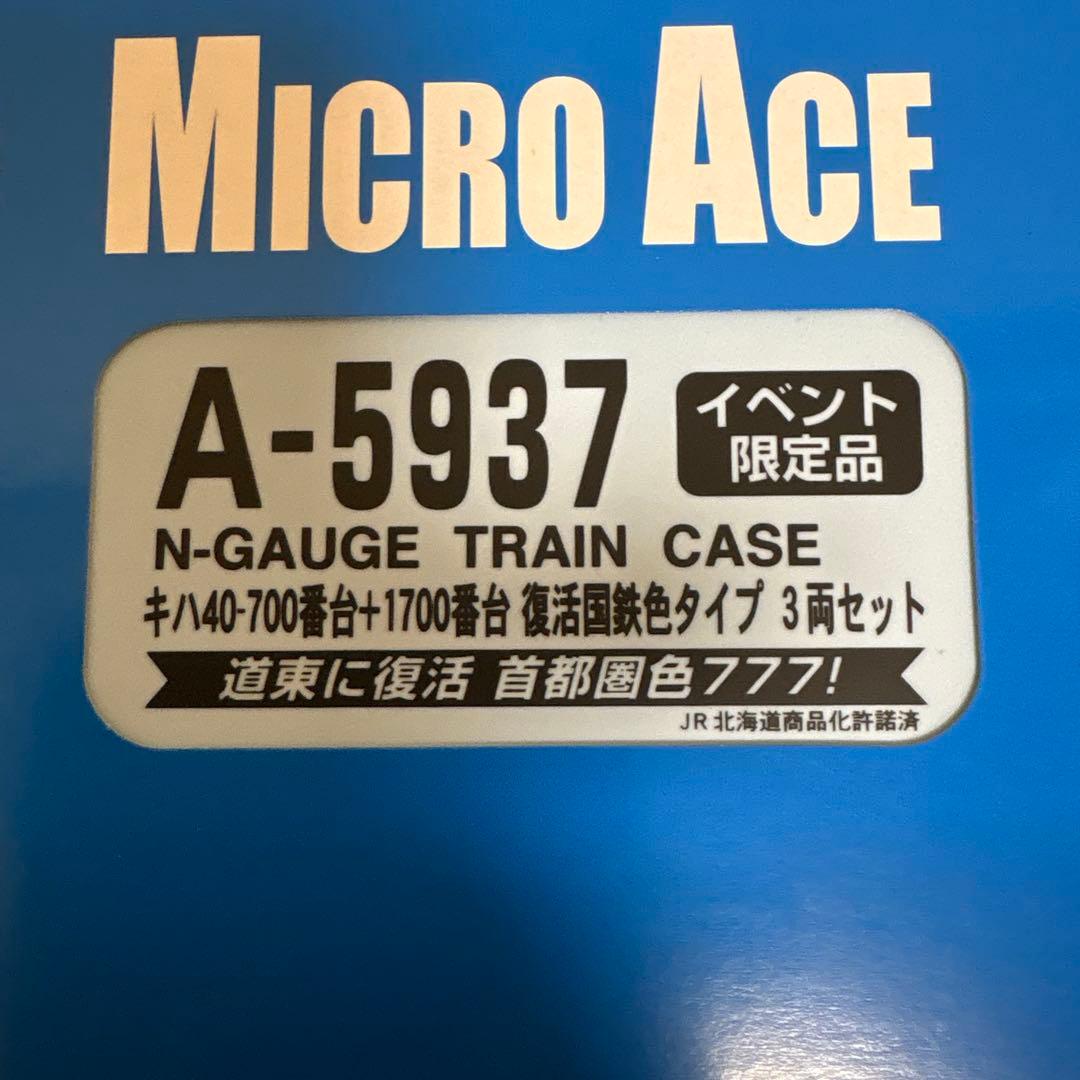 MICRO ACE
A-5937
イベント
限定品
N-GAUGE TRAIN CASE
キハ40-700番台+1700番台 復活国鉄色タイプ 3両セット
道東に復活 首都圏色777!
JR北海道商品化許諾済